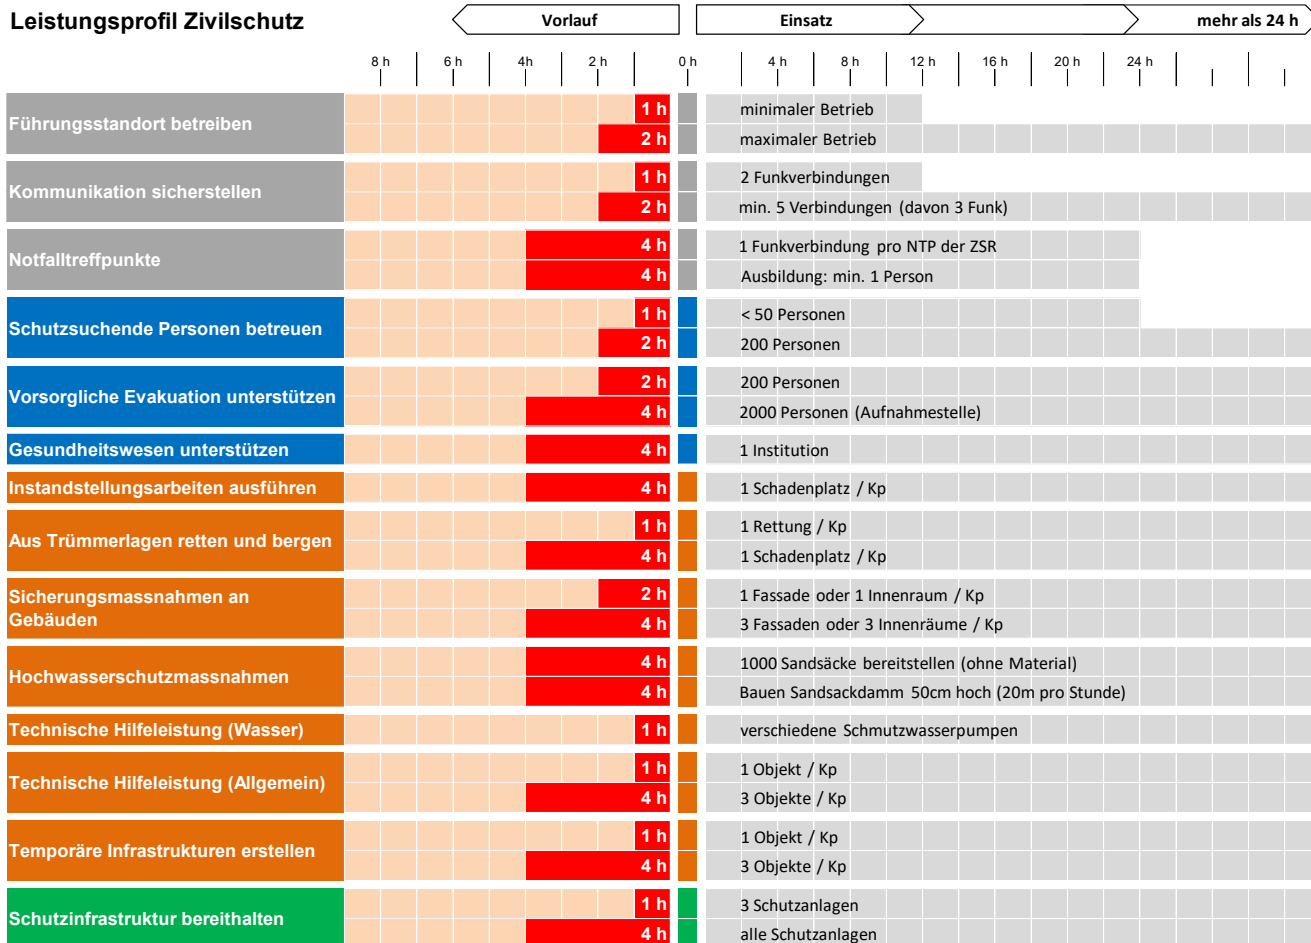 Leistungsprofil Zivilschutz
Vorlauf
Einsatz
mehr als 24 h
8 h 6 h 4h 2 h 0 h 4 h 8 h 12 h 16 h 20 h 24 h
Führungsstandort betreiben
1 h minimaler Betrieb
2 h maximaler Betrieb
Kommunikation sicherstellen
1 h 2 Funkverbindungen
2 h min. 5 Verbindungen (davon 3 Funk)
Notfalltreffpunkte
4 h 1 Funkverbindung pro NTP der ZSR
4 h Ausbildung: min. 1 Person
Schutzsuchende Personen betreuen
1 h < 50 Personen
2 h 200 Personen
Vorsorgliche Evakuation unterstützen
2 h 200 Personen
4 h 2000 Personen (Aufnahmestelle)
Gesundheitswesen unterstützen
4 h 1 Institution
Instandstellungsarbeiten ausführen
4 h 1 Schadenplatz / Kp
Aus Trümmerlagen retten und bergen
1 h 1 Rettung / Kp
4 h 1 Schadenplatz / Kp
Sicherungsmassnahmen an
Gebäuden
2 h 1 Fassade oder 1 Innenraum / Kp
4 h 3 Fassaden oder 3 Innenräume / Kp
Hochwasserschutzmassnahmen
4 h 1000 Sandsäcke bereitstellen (ohne Material)
4 h Bauen Sandsackdamm 50cm hoch (20m pro Stunde)
Technische Hilfeleistung (Wasser)
1 h verschiedene Schmutzwasserpumpen
Technische Hilfeleistung (Allgemein)
1 h 1 Objekt / Kp
4 h 3 Objekte / Kp
Temporäre Infrastrukturen erstellen
1 h 1 Objekt / Kp
4 h 3 Objekte / Kp
Schutzinfrastruktur bereithalten
1 h 3 Schutzanlagen
4 h alle Schutzanlagen